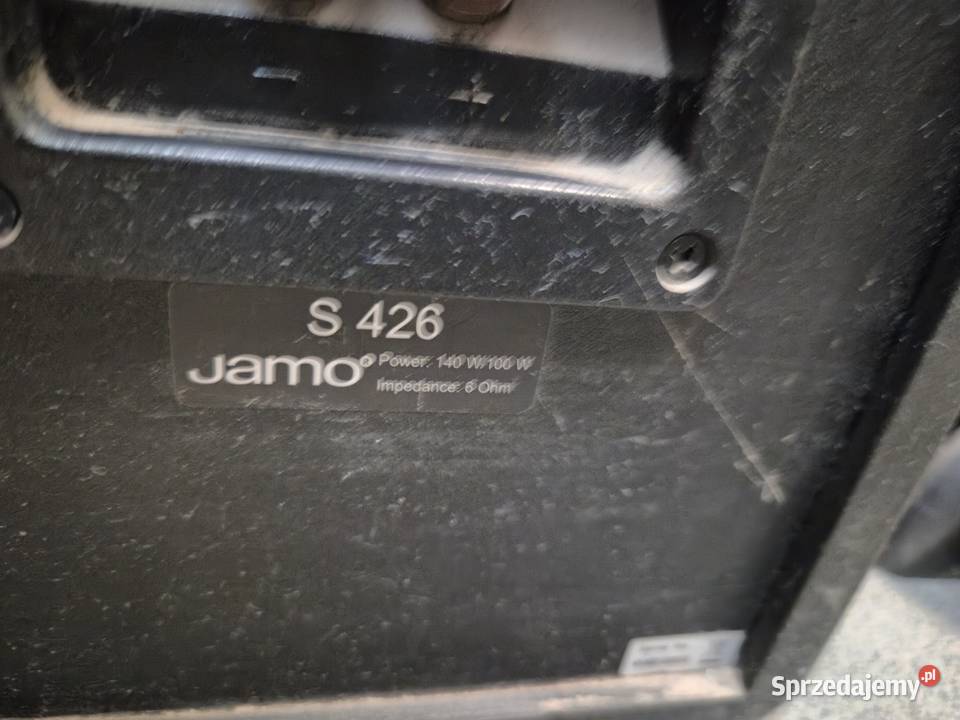 - +
S 426
Jamo® Power: 140 W/100 W
Impedance: 6 Ohm
Sprzedajemy.pl